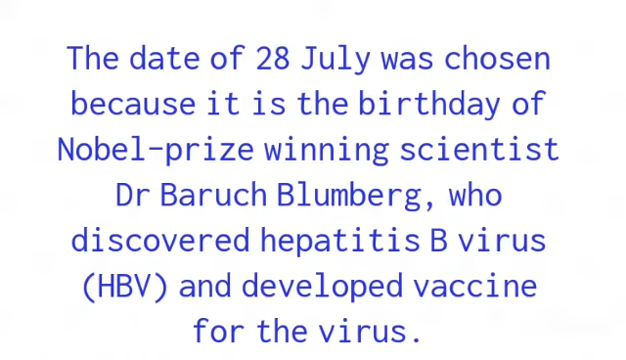 The date of 28 July was chosen
because it is the birthday of
Nobel-prize winning scientist
Dr Baruch Blumberg, who
discovered hepatitis B virus
(HBV) and developed vaccine
for the virus.